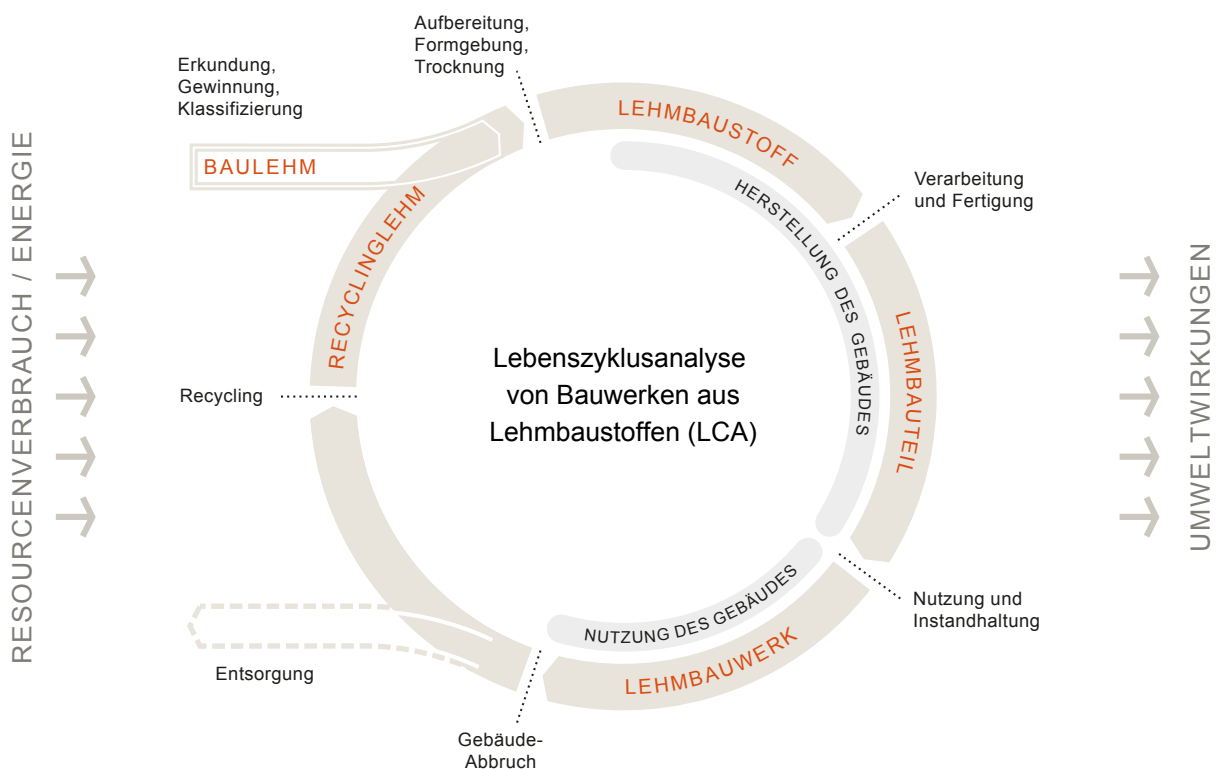 Aufbereitung,
Formgebung,
Trocknung
Erkundung,
Gewinnung,
Klassifizierung
BAULEHM
LEHMBAUSTOFF
RECYCLINGLEHM
HERSTELLUNG DES GEBÄUDES
Verarbeitung
und Fertigung
RESOURCENVERBRAUCH / ENERGIE
UMWELTWIRKUNGEN
LEHMBAUTEIL
Lebenszyklusanalyse
von Bauwerken aus
Lehmbaustoffen (LCA)
Recycling
NUTZUNG DES GEBÄUDES
Nutzung und
Instandhaltung
LEHMBAUWERK
Entsorgung
Gebäude-
Abbruch